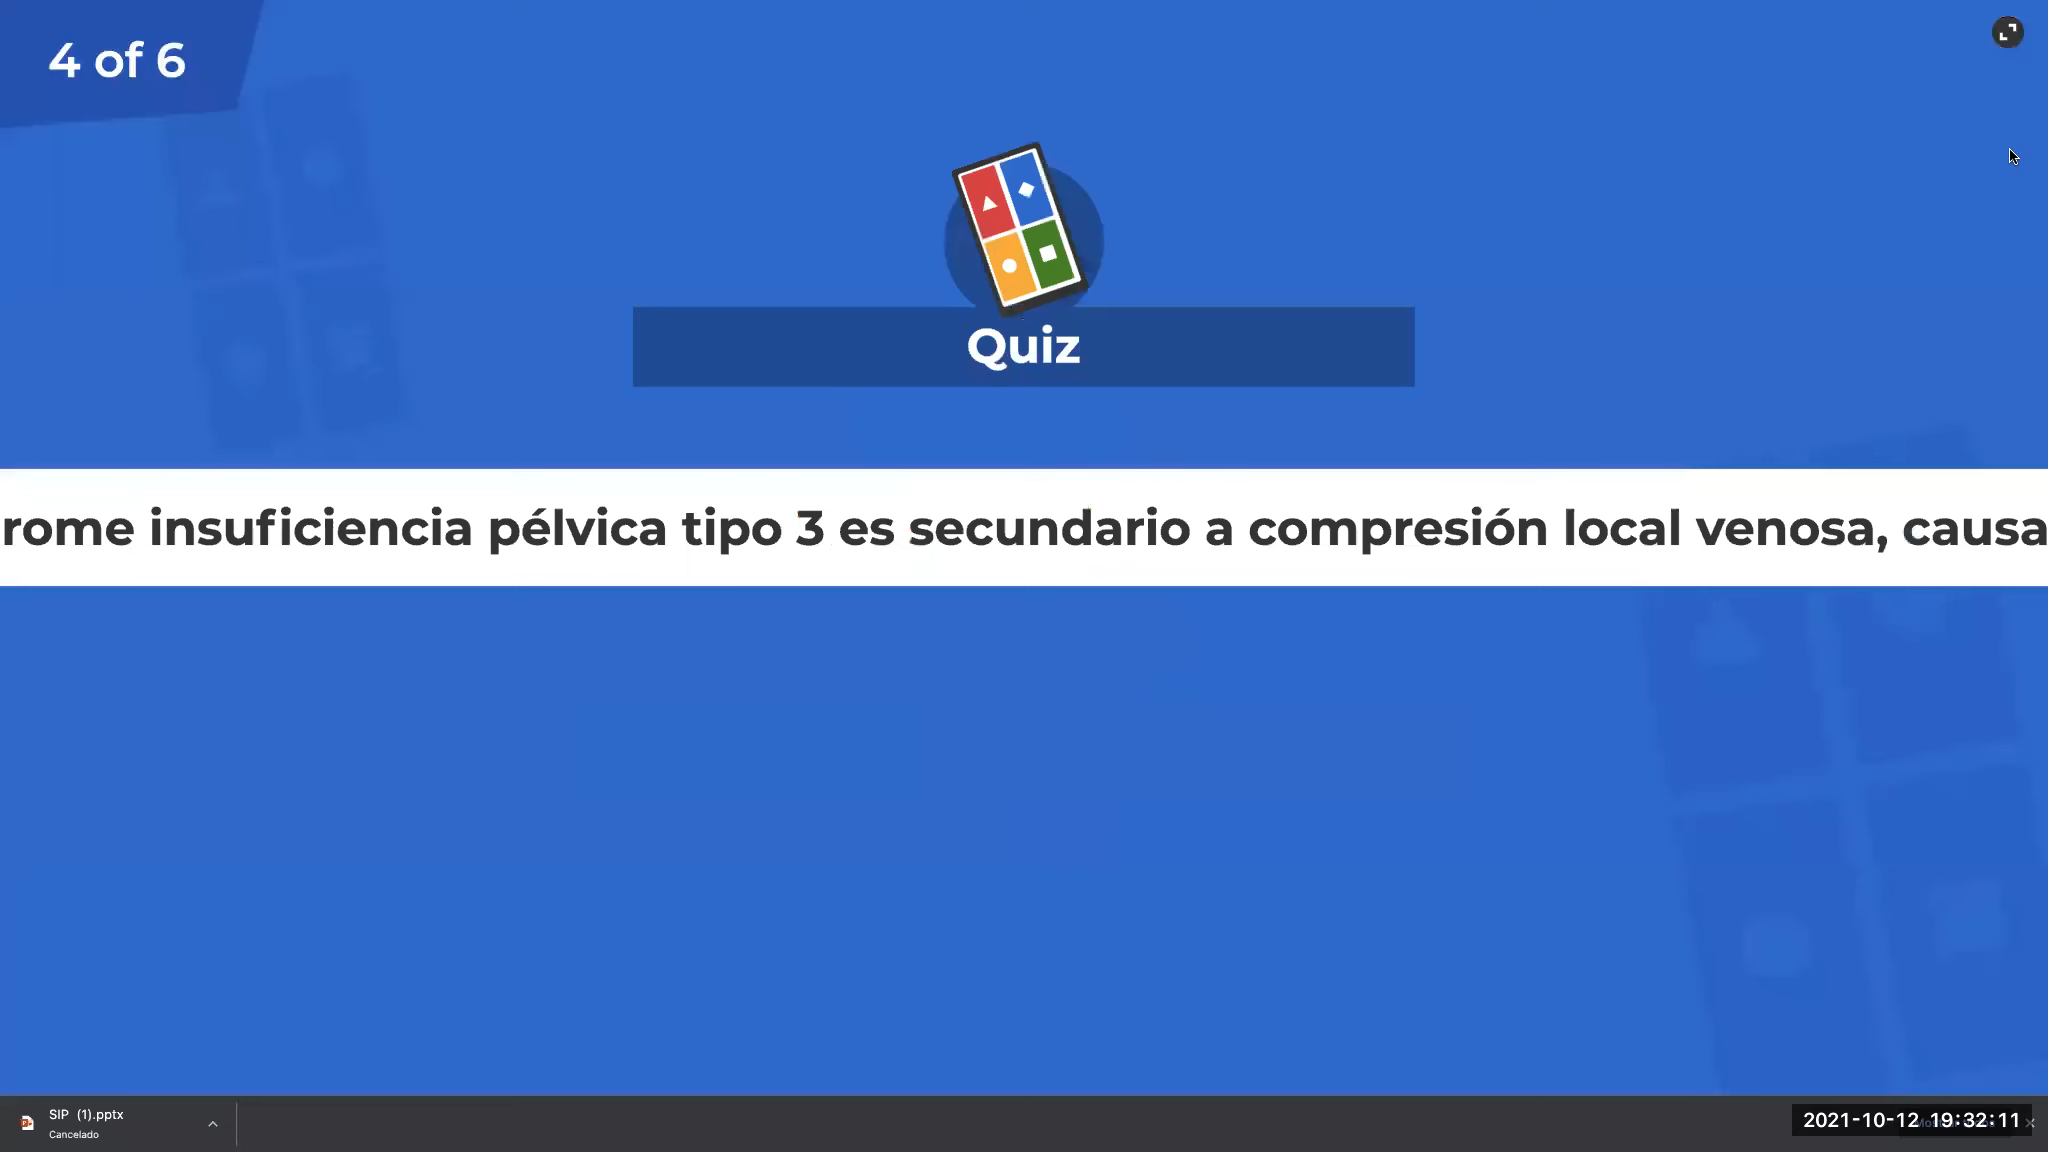 4 of 6
Quiz
rome insuficiencia pélvica tipo 3 es secundario a compresión local venosa, causa
SIP (1).pptx
Cancelado
2021-10-12 19:32:11